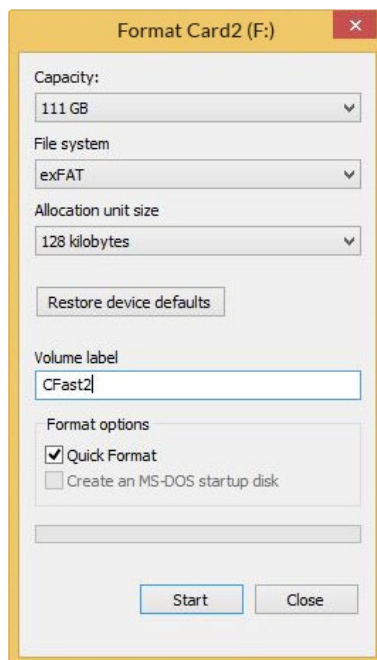 Format Card2 (F:)
Capacity:
111 GB
File system
exFAT
Allocation unit size
128 kilobytes
Restore device defaults
Volume label
CFast2
Format options
Quick Format
Create an MS-DOS startup disk
Start Close